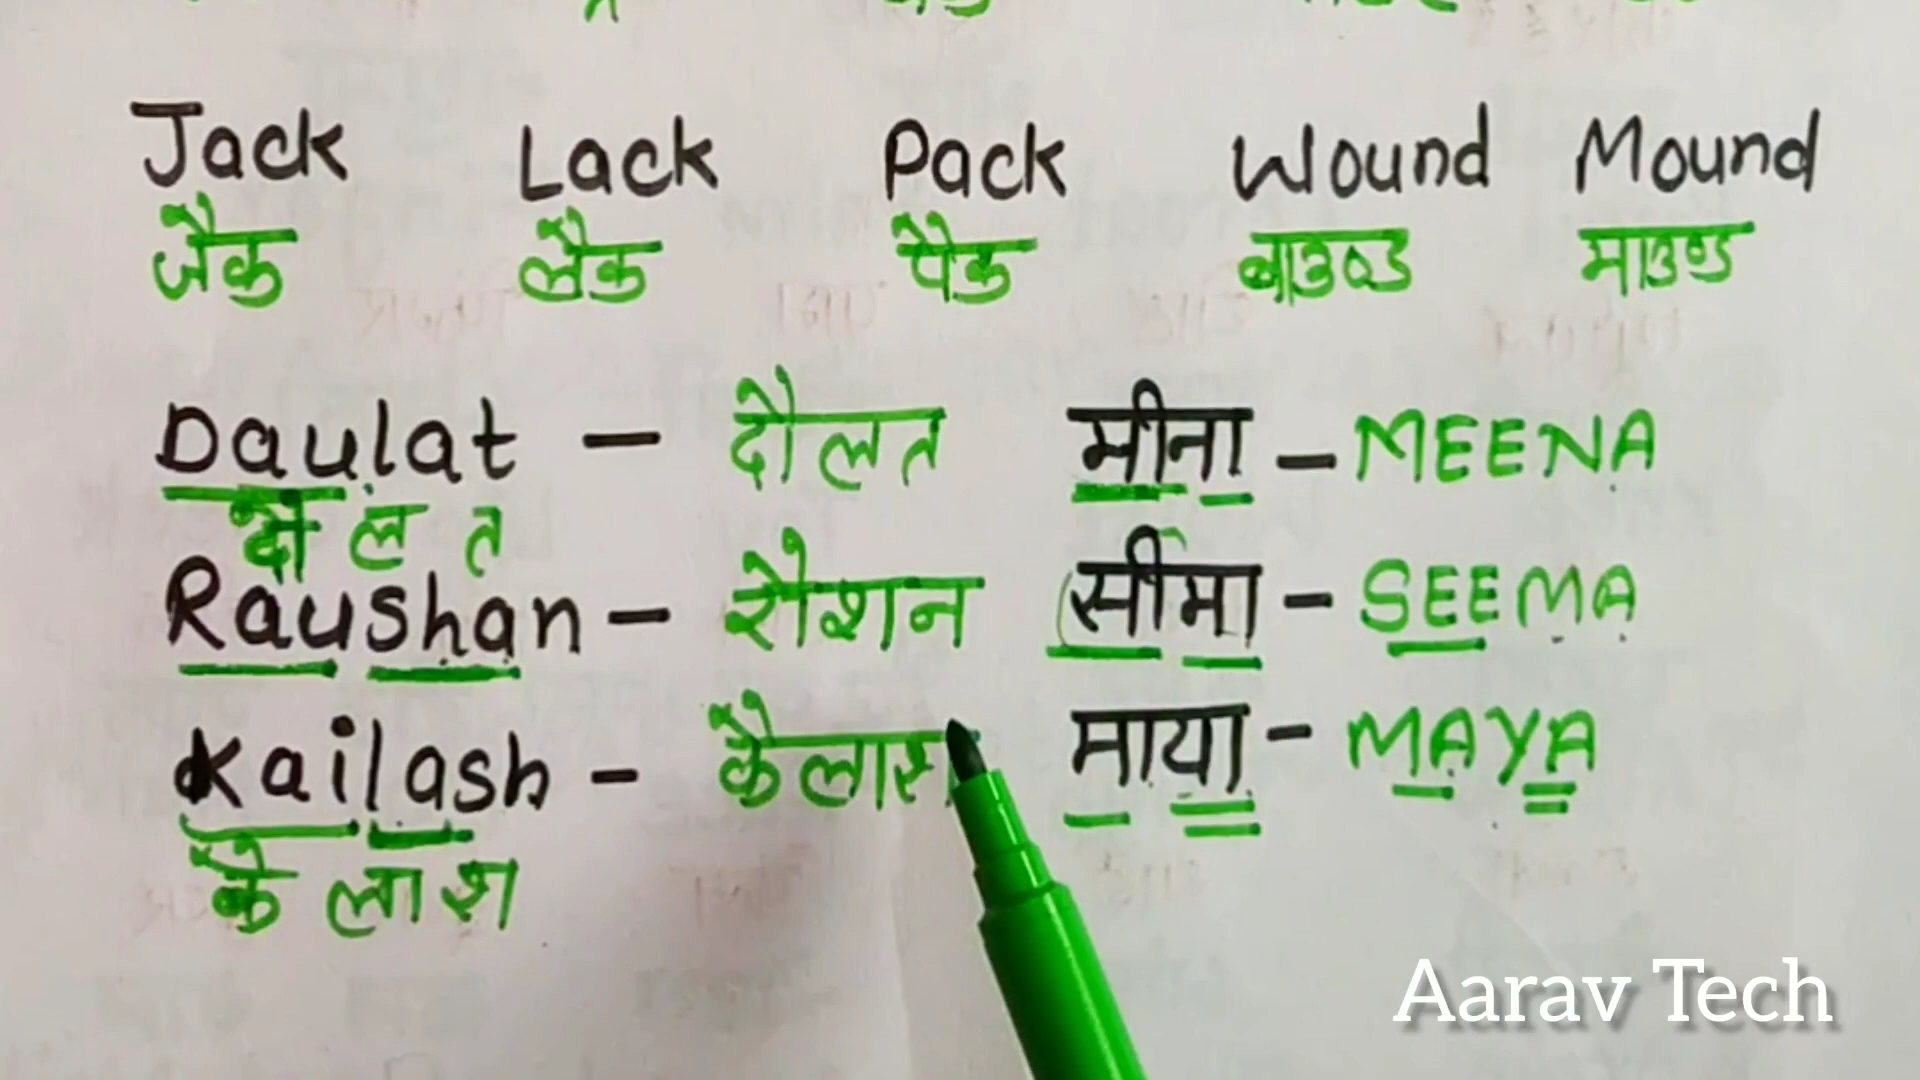 Jack Lack Pack Wound Mound
जैक लैक पैक वाउण्ड माउण्ड
Daulat – दौलत मीना – MEENA
दौ ल त
Raushan – रौशन सीमा – SEEMA
Kailash – कैलाश माया – MAYA
कै ला श
Aarav Tech